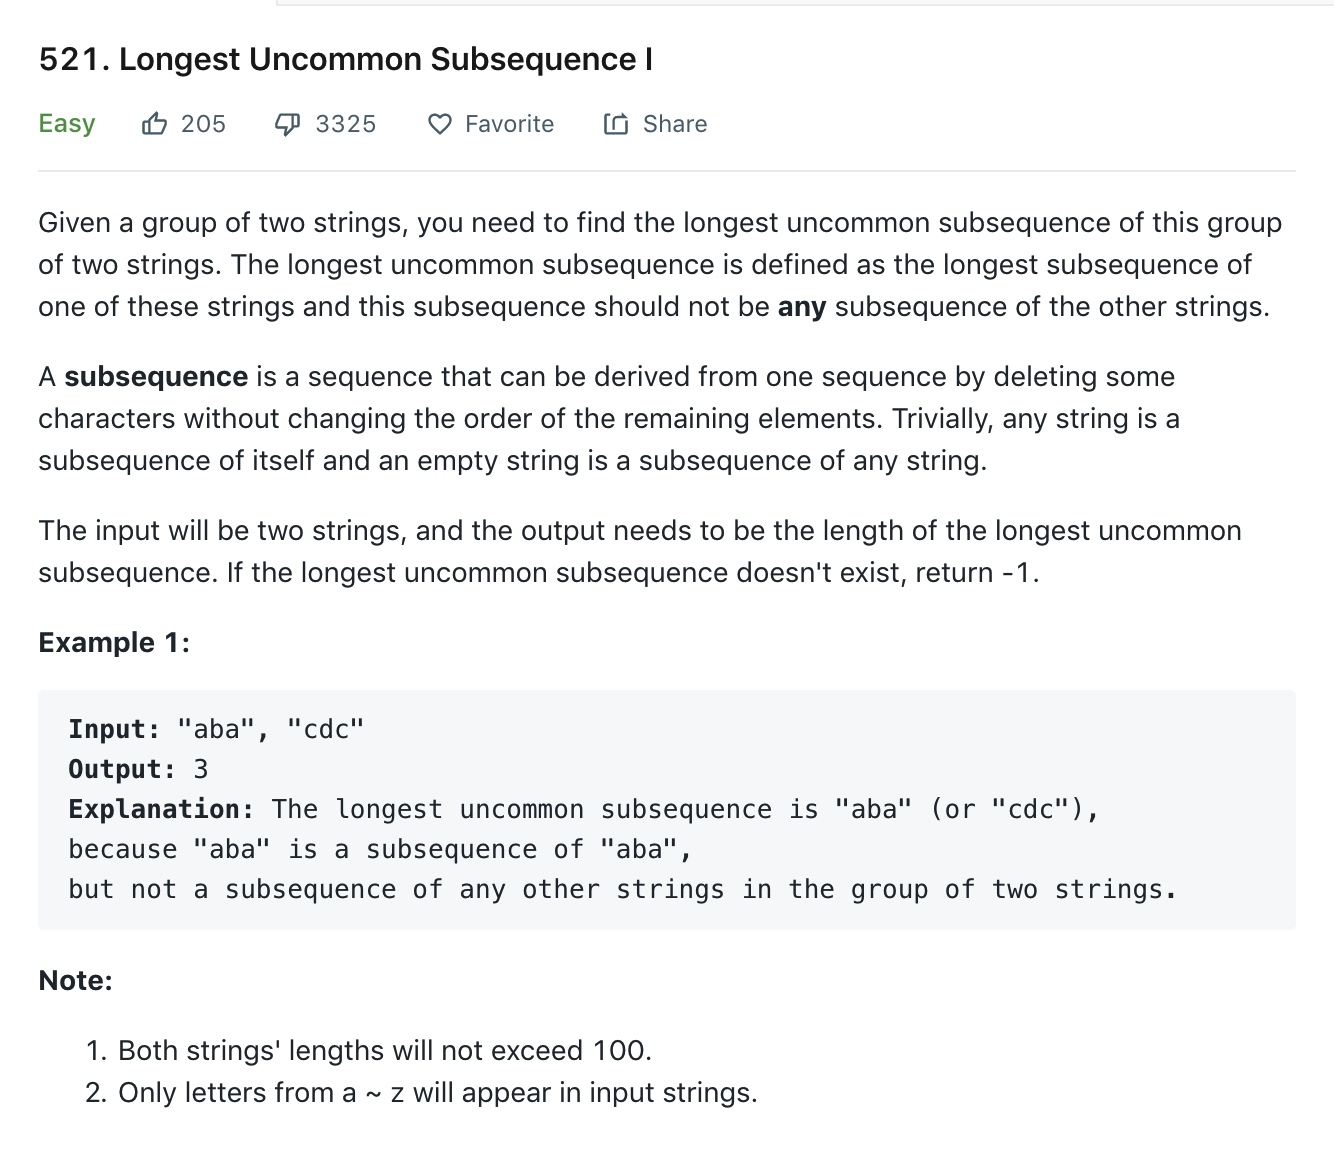 521. Longest Uncommon Subsequence I
Easy 205 3325 Favorite Share
Given a group of two strings, you need to find the longest uncommon subsequence of this group
of two strings. The longest uncommon subsequence is defined as the longest subsequence of
one of these strings and this subsequence should not be any subsequence of the other strings.
A subsequence is a sequence that can be derived from one sequence by deleting some
characters without changing the order of the remaining elements. Trivially, any string is a
subsequence of itself and an empty string is a subsequence of any string.
The input will be two strings, and the output needs to be the length of the longest uncommon
subsequence. If the longest uncommon subsequence doesn't exist, return -1.
Example 1:
Input: "aba", "cdc"
Output: 3
Explanation: The longest uncommon subsequence is "aba" (or "cdc"),
because "aba" is a subsequence of "aba",
but not a subsequence of any other strings in the group of two strings.
Note:
1. Both strings' lengths will not exceed 100.
2. Only letters from a ~ z will appear in input strings.